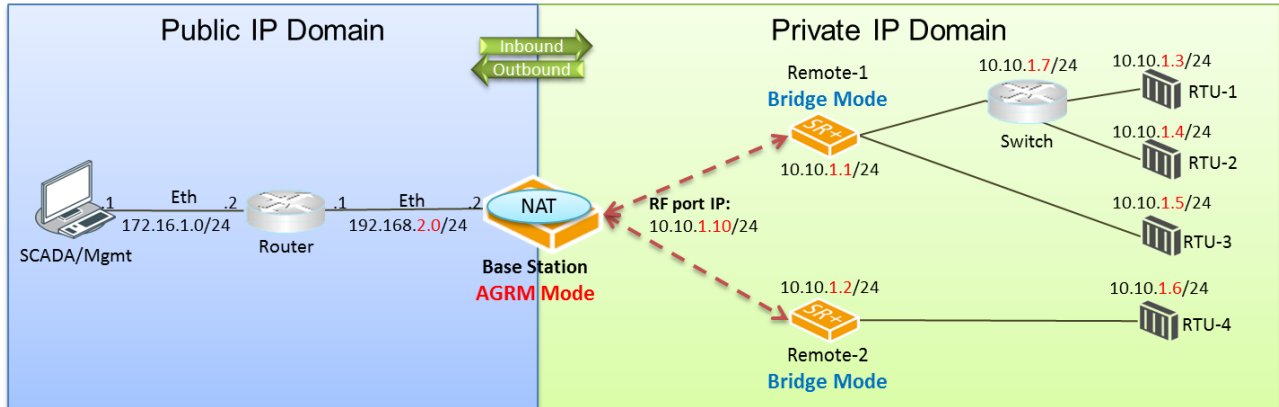 Public IP Domain
Inbound
Outbound
Private IP Domain
Remote-1
Bridge Mode
SR+
10.10.1.1/24
10.10.1.7/24
Switch
10.10.1.3/24
RTU-1
10.10.1.4/24
RTU-2
10.10.1.5/24
RTU-3
SCADA/Mgmt
.1
Eth
.2
172.16.1.0/24
Router
.1
Eth
.2
192.168.2.0/24
NAT
Base Station
AGRM Mode
RF port IP:
10.10.1.10/24
10.10.1.2/24
SR+
Remote-2
Bridge Mode
10.10.1.6/24
RTU-4